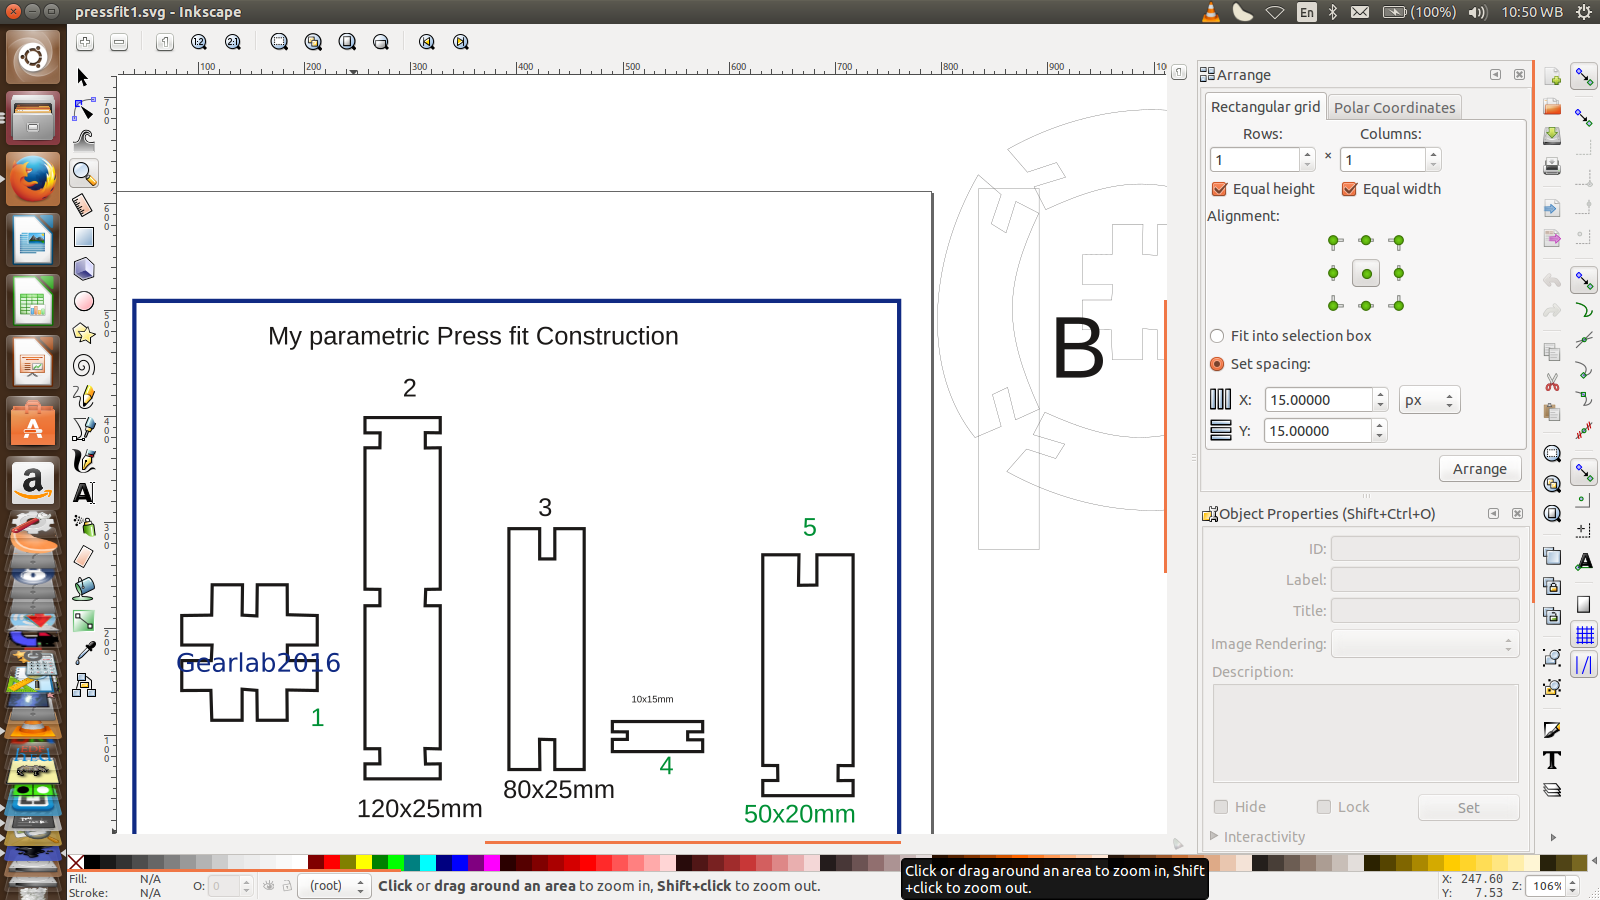 pressfit1.svg - Inkscape
En
(100%)
10:50 WB
100
200
300
400
500
600
700
800
900
Arrange
Rectangular grid
Polar Coordinates
Rows:
Columns:
1
×
1
Equal height
Equal width
Alignment:
Fit into selection box
Set spacing:
X:
15.00000
px
Y:
15.00000
Arrange
Object Properties (Shift+Ctrl+O)
ID:
Label:
Title:
Image Rendering:
Description:
Hide
Lock
Set
Interactivity
My parametric Press fit Construction
2
3
5
B
Gearlab2016
1
10x15mm
4
120x25mm
80x25mm
50x20mm
Fill:
N/A
Stroke:
N/A
O:
0
(root)
Click or drag around an area to zoom in, Shift+click to zoom out.
Click or drag around an area to zoom in, Shift
+click to zoom out.
X:
247.60
Y:
7.53
Z:
106%